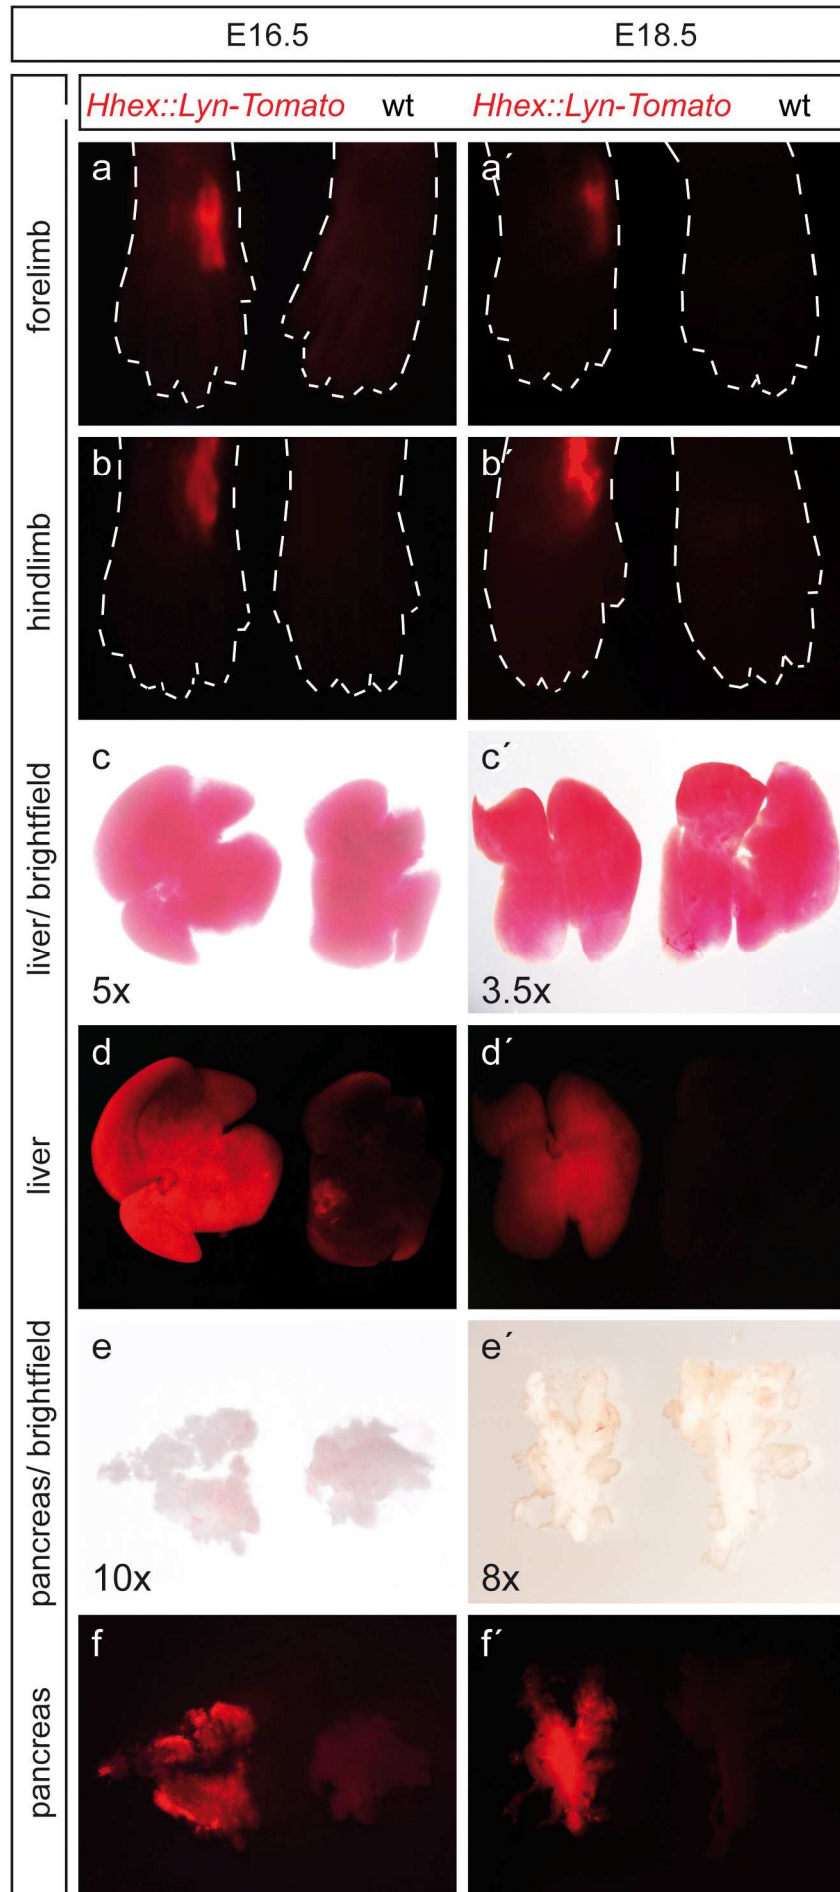 E16.5 E18.5
Hhex::Lyn-Tomato wt Hhex::Lyn-Tomato wt
forelimb
a a´
hindlimb
b b´
liver/ brightfield
c c´
5x 3.5x
liver
d d´
pancreas/ brightfield
e e´
10x 8x
pancreas
f f´